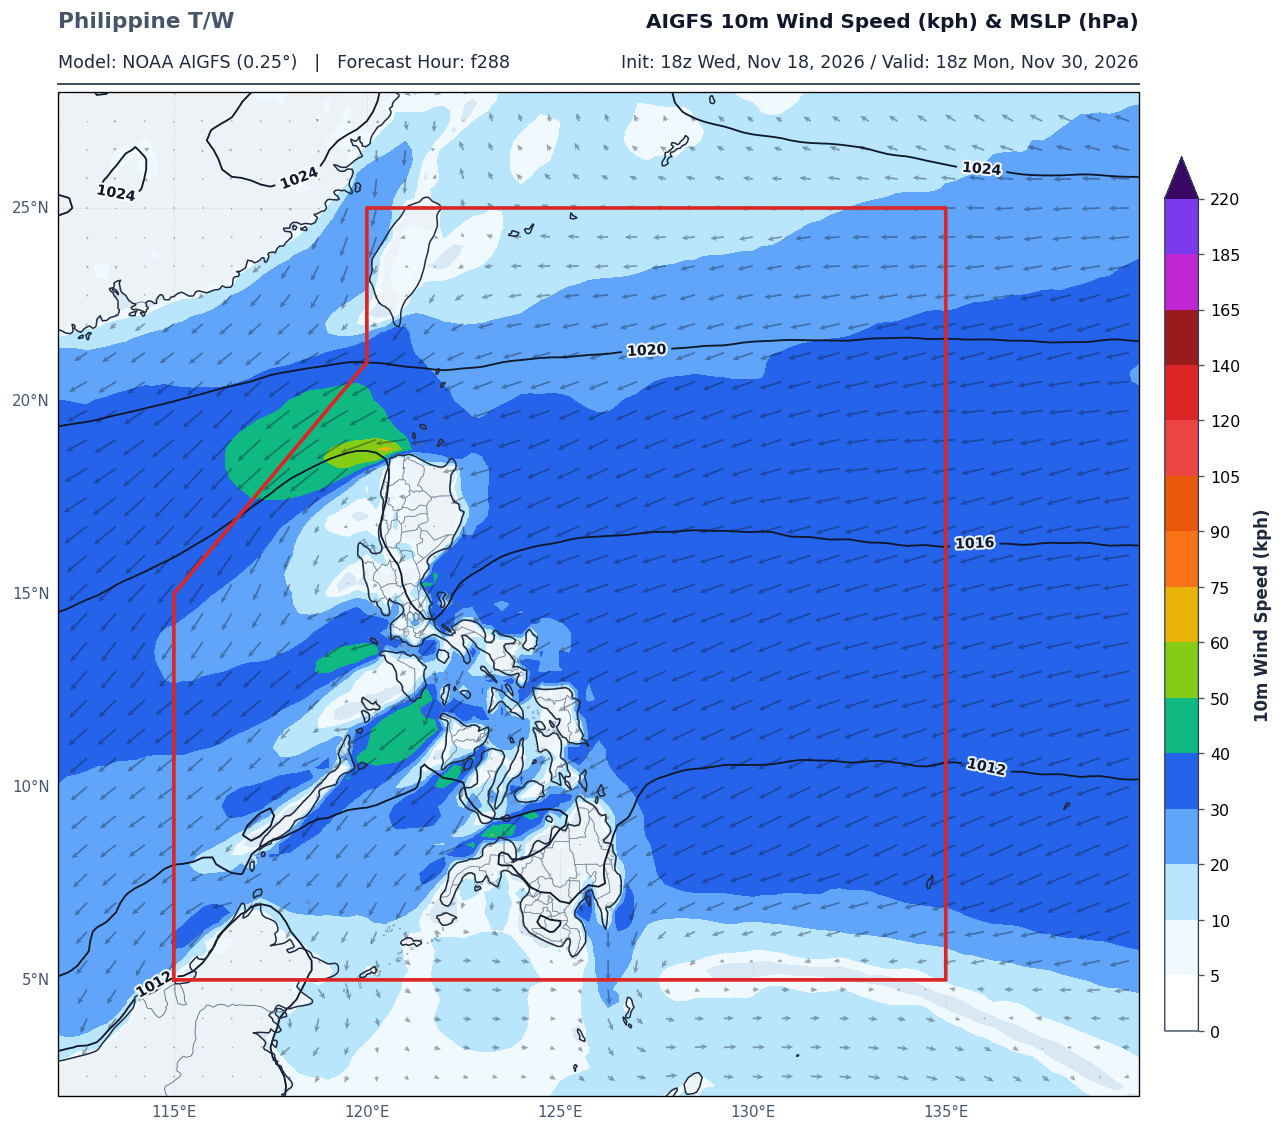 Philippine T/W
AIGFS 10m Wind Speed (kph) & MSLP (hPa)
Model: NOAA AIGFS (0.25°) | Forecast Hour: f288
Init: 18z Wed, Nov 18, 2026 / Valid: 18z Mon, Nov 30, 2026
1024
1024
1024
1020
1016
1012
1012
25°N
20°N
15°N
10°N
5°N
115°E
120°E
125°E
130°E
135°E
220
185
165
140
120
105
90
75
60
50
40
30
20
10
5
0
10m Wind Speed (kph)